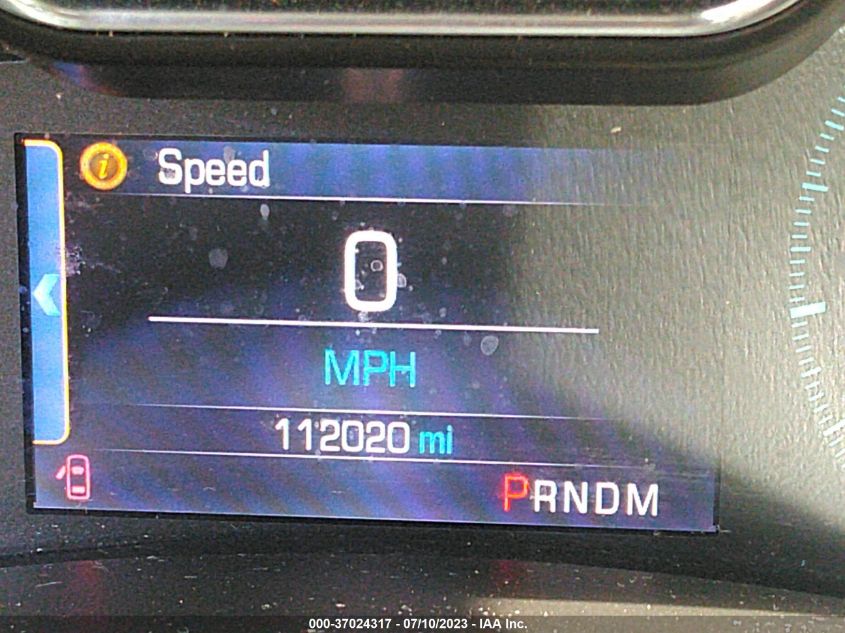 i Speed
0
MPH
112020 mi
PRNDM
000-37024317 - 07/10/2023 - IAA Inc.